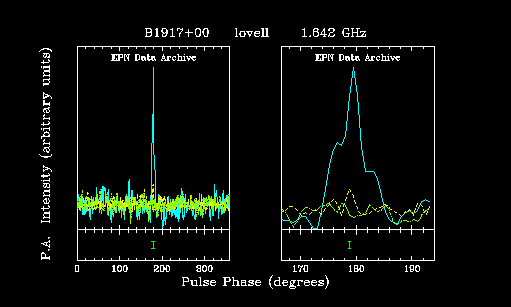 B1917+00 lovell 1.642 GHz
EPN Data Archive EPN Data Archive
P.A. Intensity (arbitrary units)
I I
0 100 200 300 170 180 190
Pulse Phase (degrees)